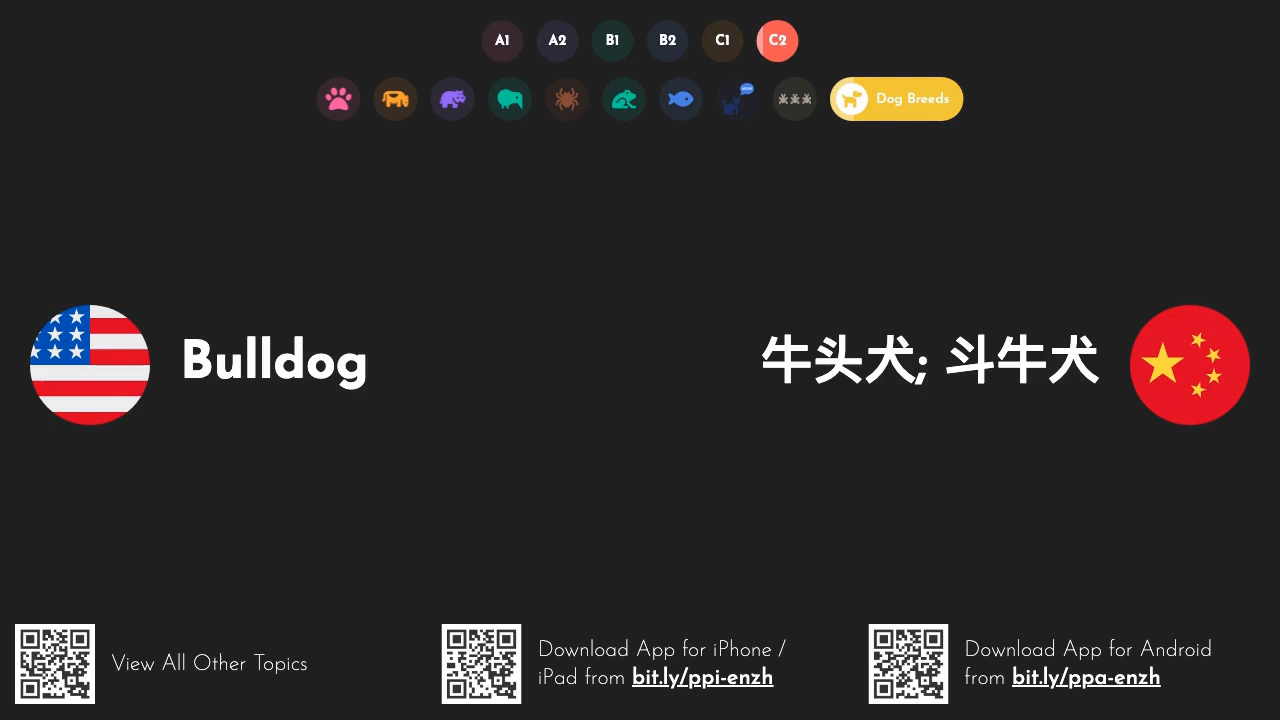 A1 A2 B1 B2 C1 C2
Dog Breeds
Bulldog
牛头犬; 斗牛犬
View All Other Topics
Download App for iPhone /
iPad from bit.ly/ppi-enzh
Download App for Android
from bit.ly/ppa-enzh